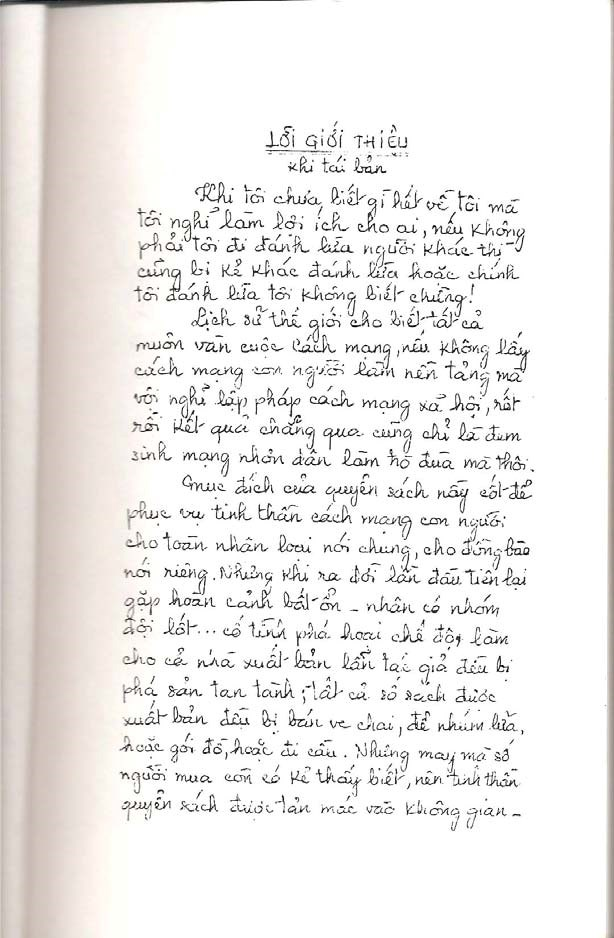 LỜI GIỚI THIỆU
khi tái bản
Khi tôi chưa biết gì hết về tôi mà
tôi nghỉ làm lợi ích cho ai, nếu không
phải tôi đi đánh lừa người khác thị
cũng bị kẻ khác đánh lừa hoặc chính
tôi đánh lừa tôi không biết chừng!
Lịch sử thế giới cho biết, tất cả
muôn vàn cuộc cách mạng, nếu không lấy
cách mạng con người làm nền tảng mà
vội nghỉ lập pháp cách mạng xả hội, rốt
rồi kết quả chẳng qua cũng chỉ là đem
sinh mạng nhơn dân làm trò đùa mà thôi.
Mục đích của quyển sách nầy cốt để
phục vụ tinh thần cách mạng con người
cho toàn nhân loại nói chung, cho đồng bào
nói riêng. Nhưng khi ra đời lần đầu tiên lại
gặp hoàn cảnh bất ổn - nhân có nhóm
đội lốt... cố tình phá hoại chế độ, làm
cho cả nhà xuất bản lẫn tác giả đều bị
phá sản tan tành; tất cả số sách được
xuất bản đều bị bán ve chai, để nhúm lửa,
hoặc gói đồ, hoặc đi cầu. Nhưng may mà số
người mua còn có kẻ thấy biết, nên tinh thần
quyển sách được tản mác vào không gian -